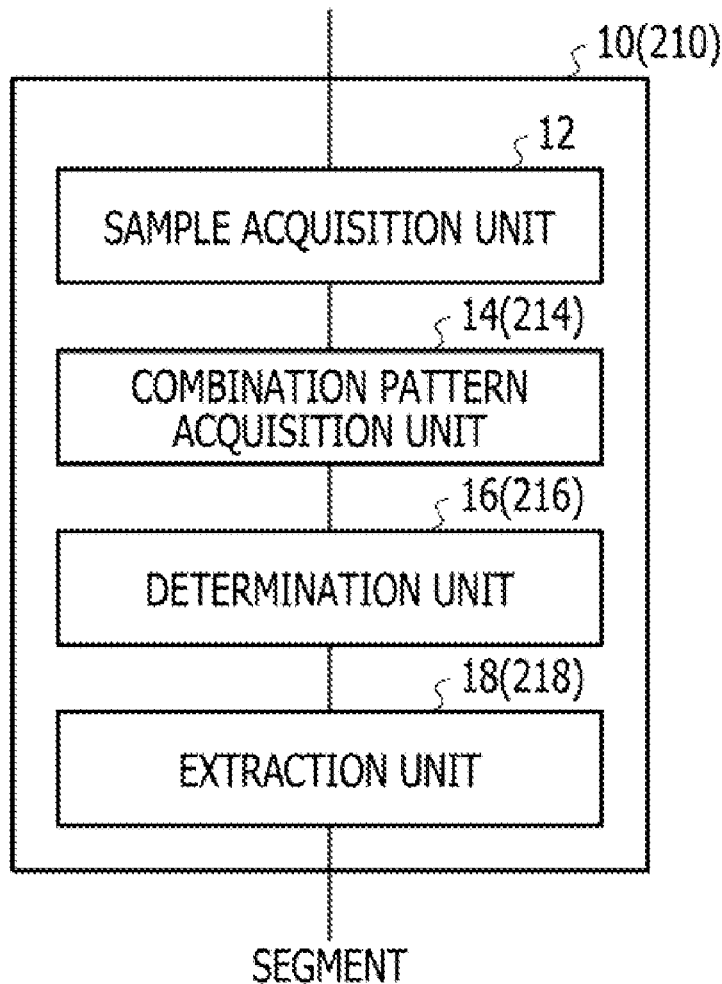 10(210)
12
SAMPLE ACQUISITION UNIT
14(214)
COMBINATION PATTERN
ACQUISITION UNIT
16(216)
DETERMINATION UNIT
18(218)
EXTRACTION UNIT
SEGMENT